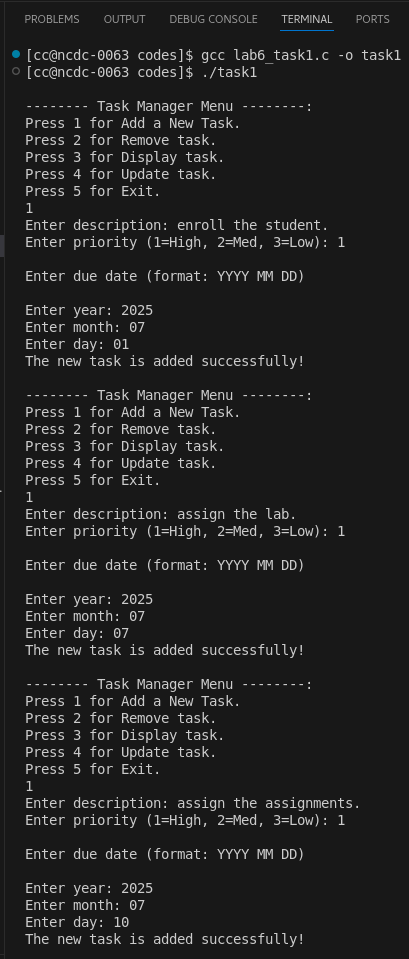 PROBLEMS OUTPUT DEBUG CONSOLE TERMINAL PORTS
[cc@ncdc-0063 codes]$ gcc lab6_task1.c -o task1
[cc@ncdc-0063 codes]$ ./task1
-------- Task Manager Menu --------:
Press 1 for Add a New Task.
Press 2 for Remove task.
Press 3 for Display task.
Press 4 for Update task.
Press 5 for Exit.
1
Enter description: enroll the student.
Enter priority (1=High, 2=Med, 3=Low): 1
Enter due date (format: YYYY MM DD)
Enter year: 2025
Enter month: 07
Enter day: 01
The new task is added successfully!
-------- Task Manager Menu --------:
Press 1 for Add a New Task.
Press 2 for Remove task.
Press 3 for Display task.
Press 4 for Update task.
Press 5 for Exit.
1
Enter description: assign the lab.
Enter priority (1=High, 2=Med, 3=Low): 1
Enter due date (format: YYYY MM DD)
Enter year: 2025
Enter month: 07
Enter day: 07
The new task is added successfully!
-------- Task Manager Menu --------:
Press 1 for Add a New Task.
Press 2 for Remove task.
Press 3 for Display task.
Press 4 for Update task.
Press 5 for Exit.
1
Enter description: assign the assignments.
Enter priority (1=High, 2=Med, 3=Low): 1
Enter due date (format: YYYY MM DD)
Enter year: 2025
Enter month: 07
Enter day: 10
The new task is added successfully!